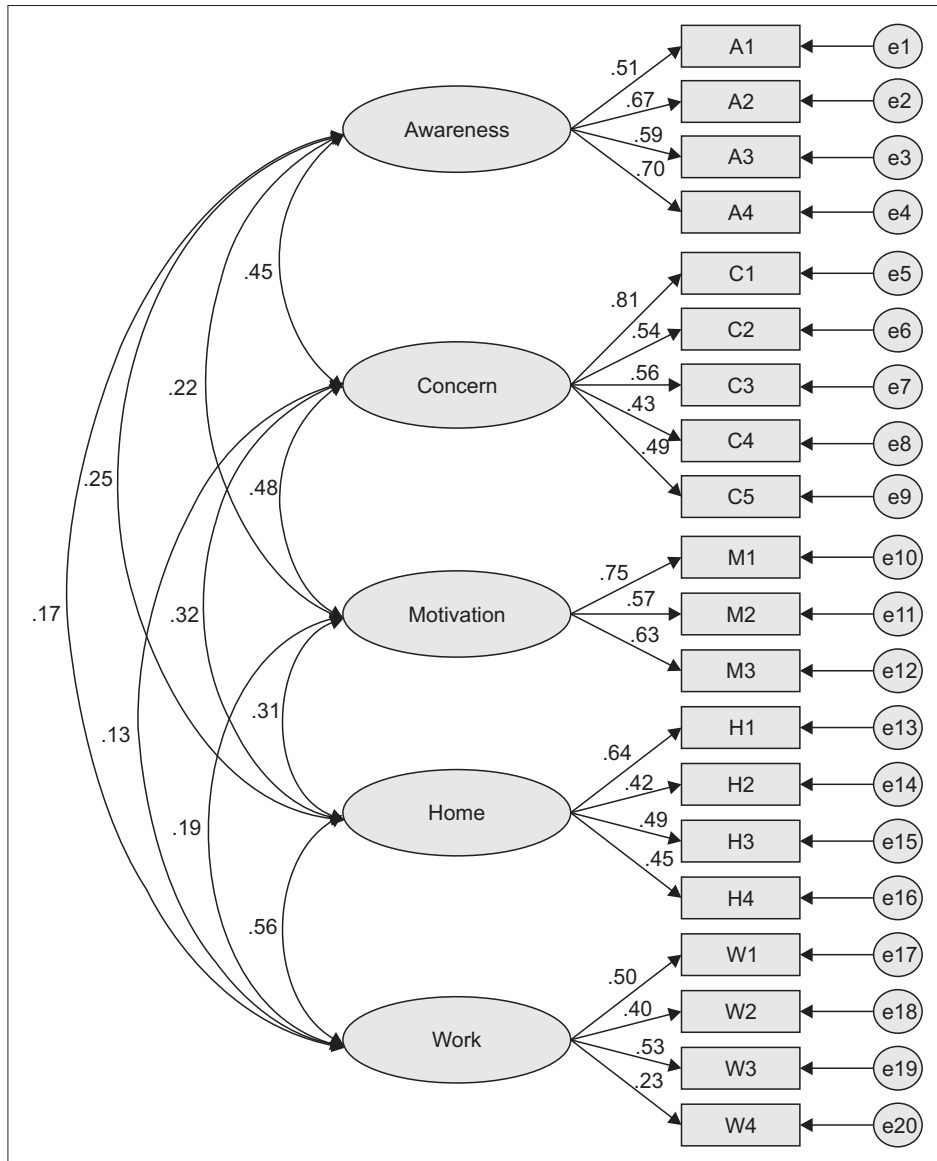 A1
e1
.51
A2
e2
.67
Awareness
.59
A3
e3
.70
A4
e4
.45
C1
e5
.81
C2
e6
.54
.22
Concern
.56
C3
e7
.43
C4
e8
.49
.25
.48
C5
e9
M1
e10
.75
.57
.17
.32
Motivation
M2
e11
.63
M3
e12
.31
H1
e13
.13
.64
.42
H2
e14
.19
Home
.49
H3
e15
.45
H4
e16
.56
W1
e17
.50
.40
W2
e18
Work
.53
W3
e19
.23
W4
e20